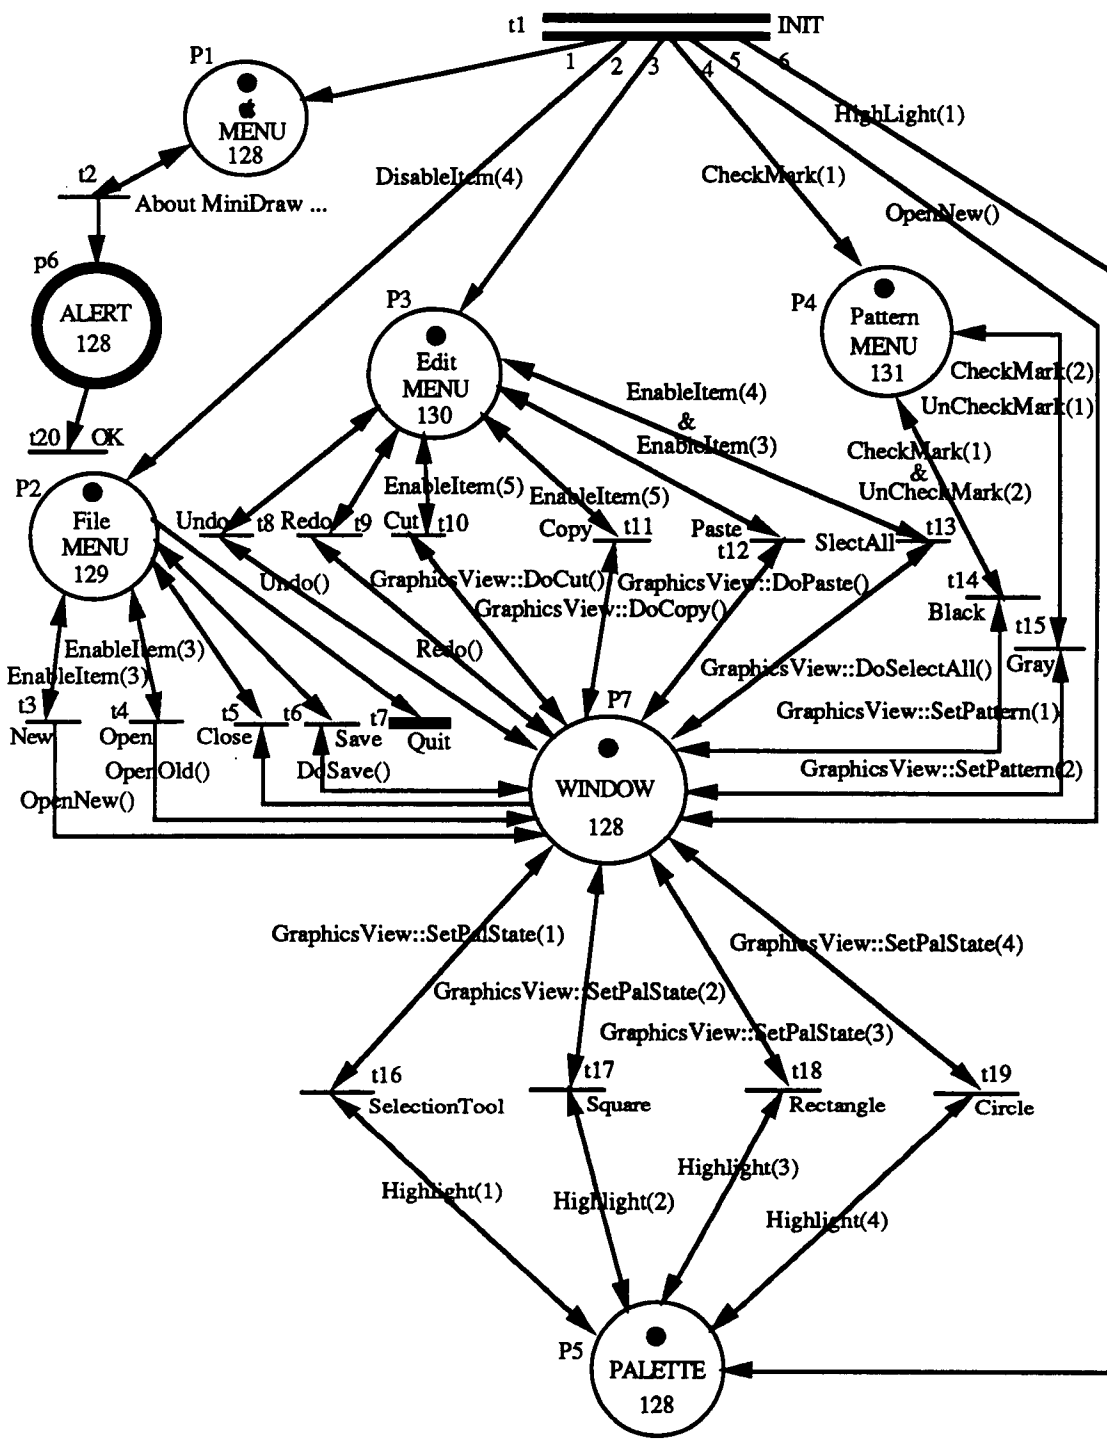 t1
INIT
1
2
3
4
5
6
P1
MENU
128
HighLight(1)
t2
About MiniDraw ...
DisableItem(4)
CheckMark(1)
OpenNew()
p6
ALERT
128
P3
Edit
MENU
130
P4
Pattern
MENU
131
CheckMark(2)
UnCheckMark(1)
EnableItem(4)
&
EnableItem(3)
t20
OK
CheckMark(1)
&
UnCheckMark(2)
P2
File
MENU
129
EnableItem(5)
EnableItem(5)
Undo
t8
Redo
t9
Cut
t10
Copy
t11
Paste
t12
SlectAll
t13
Undo()
GraphicsView::DoCut()
GraphicsView::DoPaste()
GraphicsView::DoCopy()
t14
Black
t15
Gray
Redo()
GraphicsView::DoSelectAll()
EnableItem(3)
EnableItem(3)
t3
New
t4
Open
t5
Close
t6
Save
t7
Quit
P7
WINDOW
128
GraphicsView::SetPattern(1)
GraphicsView::SetPattern(2)
OpenOld()
DoSave()
OpenNew()
GraphicsView::SetPalState(1)
GraphicsView::SetPalState(4)
GraphicsView::SetPalState(2)
GraphicsView::SetPalState(3)
t16
SelectionTool
t17
Square
t18
Rectangle
t19
Circle
Highlight(1)
Highlight(2)
Highlight(3)
Highlight(4)
P5
PALETTE
128